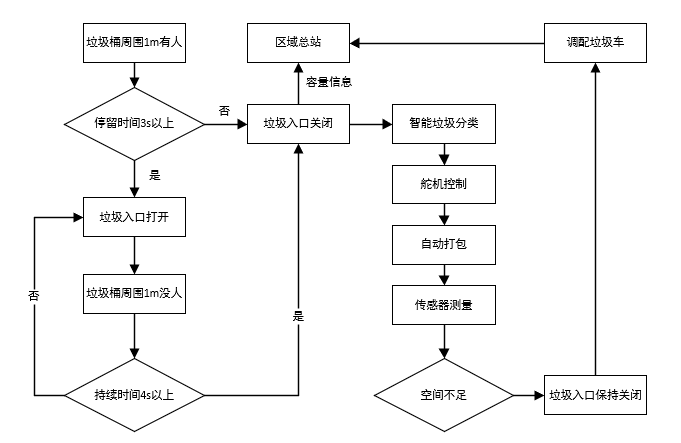 垃圾桶周围1m有人
区域总站
调配垃圾车
容量信息
停留时间3s以上
否
垃圾入口关闭
智能垃圾分类
是
舵机控制
垃圾入口打开
自动打包
否
垃圾桶周围1m没人
传感器测量
是
持续时间4s以上
空间不足
垃圾入口保持关闭